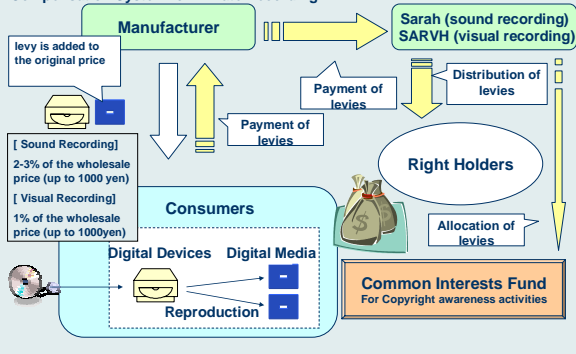 Manufacturer
Sarah (sound recording)
SARVH (visual recording)
levy is added to
the original price
Payment of
levies
Distribution of
levies
Payment of
levies
[ Sound Recording]
2-3% of the wholesale
price (up to 1000 yen)
[ Visual Recording]
1% of the wholesale
price (up to 1000yen)
Right Holders
Consumers
Allocation of
levies
Digital Devices
Digital Media
Reproduction
Common Interests Fund
For Copyright awareness activities